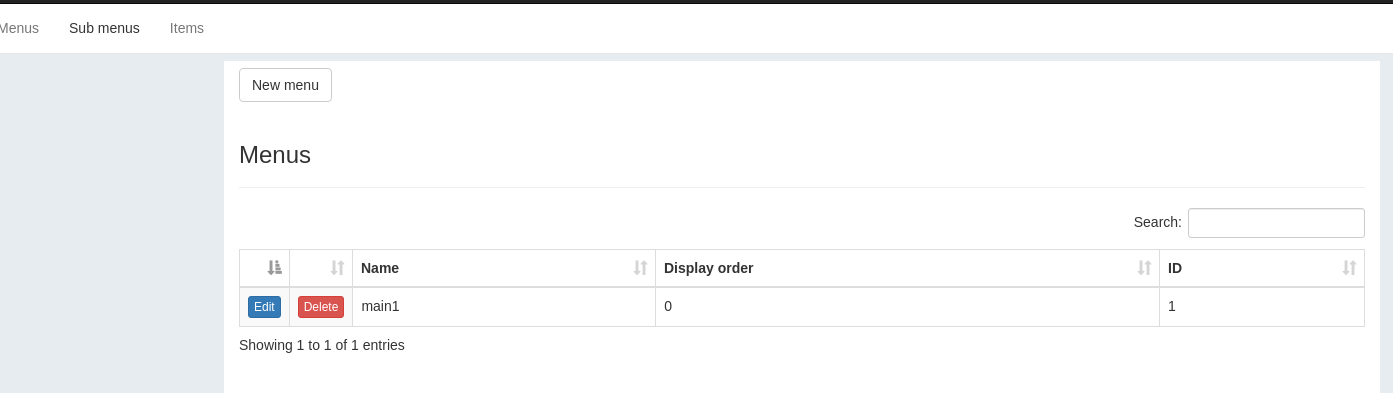 Menus Sub menus Items
New menu
Menus
Search:
Name Display order ID
Edit Delete main1 0 1
Showing 1 to 1 of 1 entries